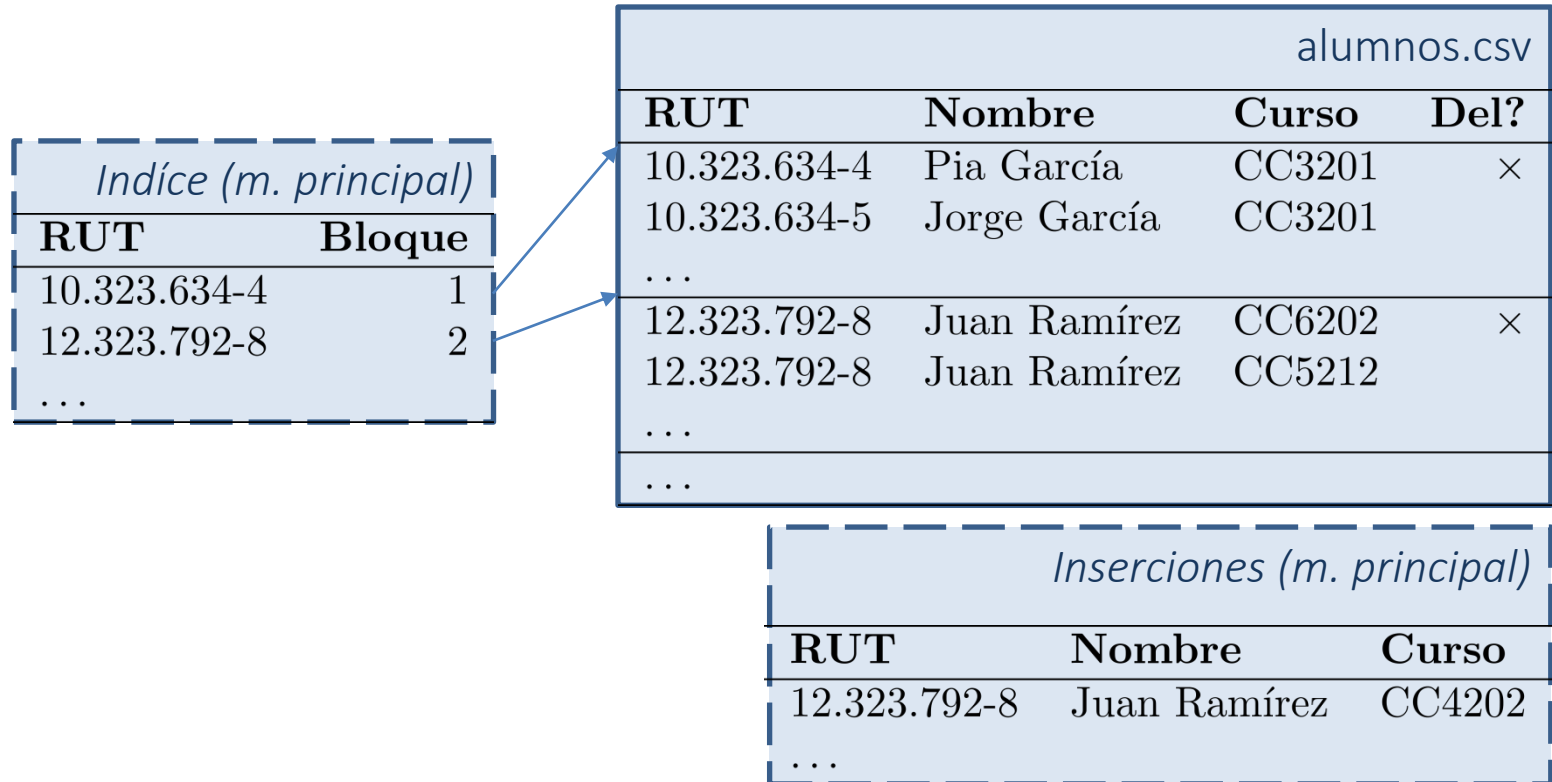 alumnos.csv
RUT Nombre Curso Del?
10.323.634-4 Pia García CC3201 ×
10.323.634-5 Jorge García CC3201
...
12.323.792-8 Juan Ramírez CC6202 ×
12.323.792-8 Juan Ramírez CC5212
...
...
Indíce (m. principal)
RUT Bloque
10.323.634-4 1
12.323.792-8 2
...
Inserciones (m. principal)
RUT Nombre Curso
12.323.792-8 Juan Ramírez CC4202
...